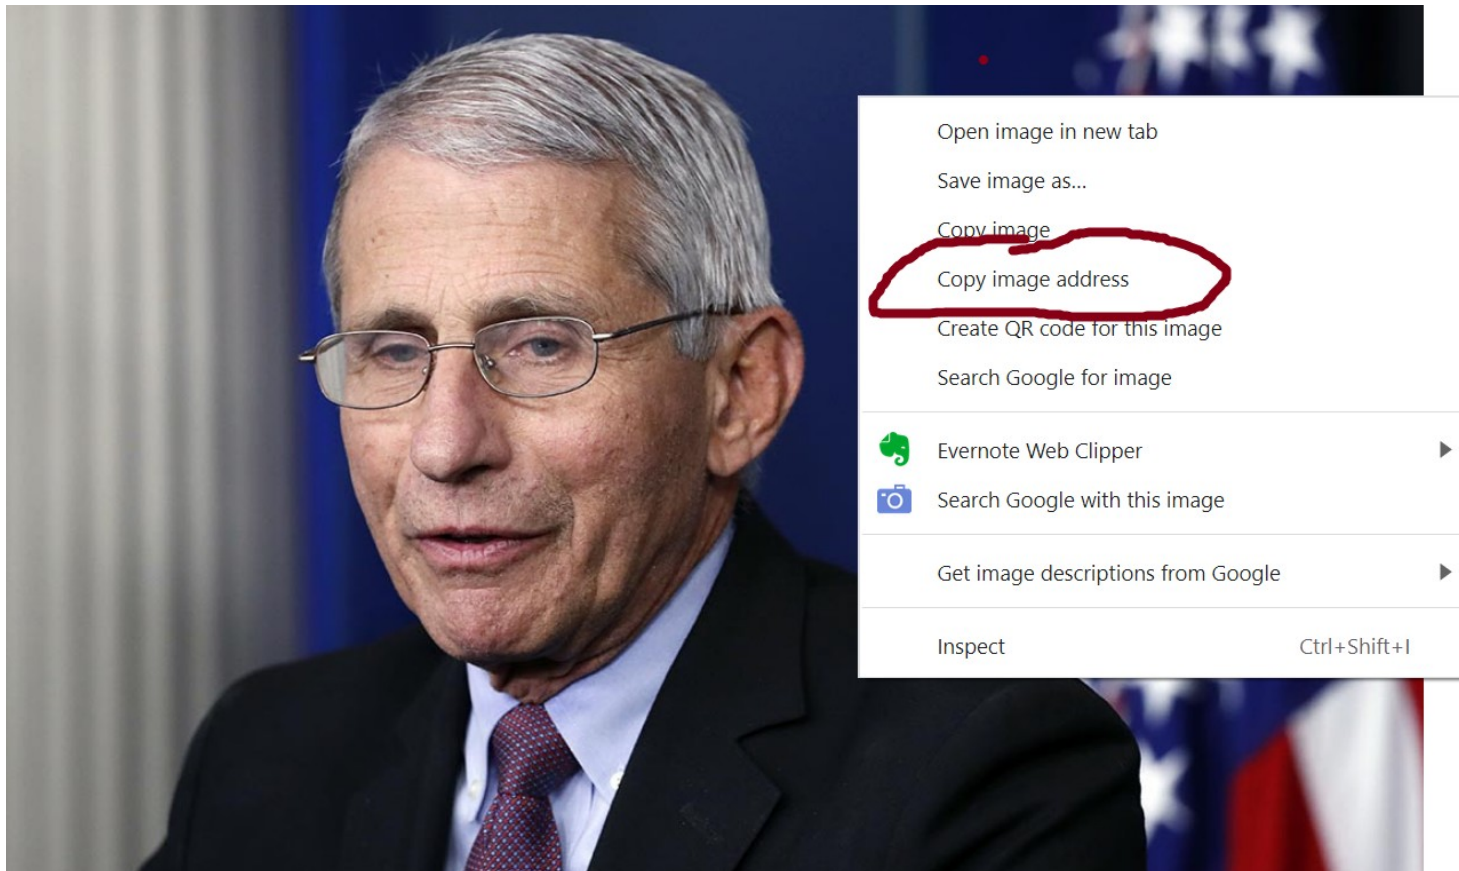 Open image in new tab
Save image as...
Copy image
Copy image address
Create QR code for this image
Search Google for image
Evernote Web Clipper
Search Google with this image
Get image descriptions from Google
Inspect Ctrl+Shift+I